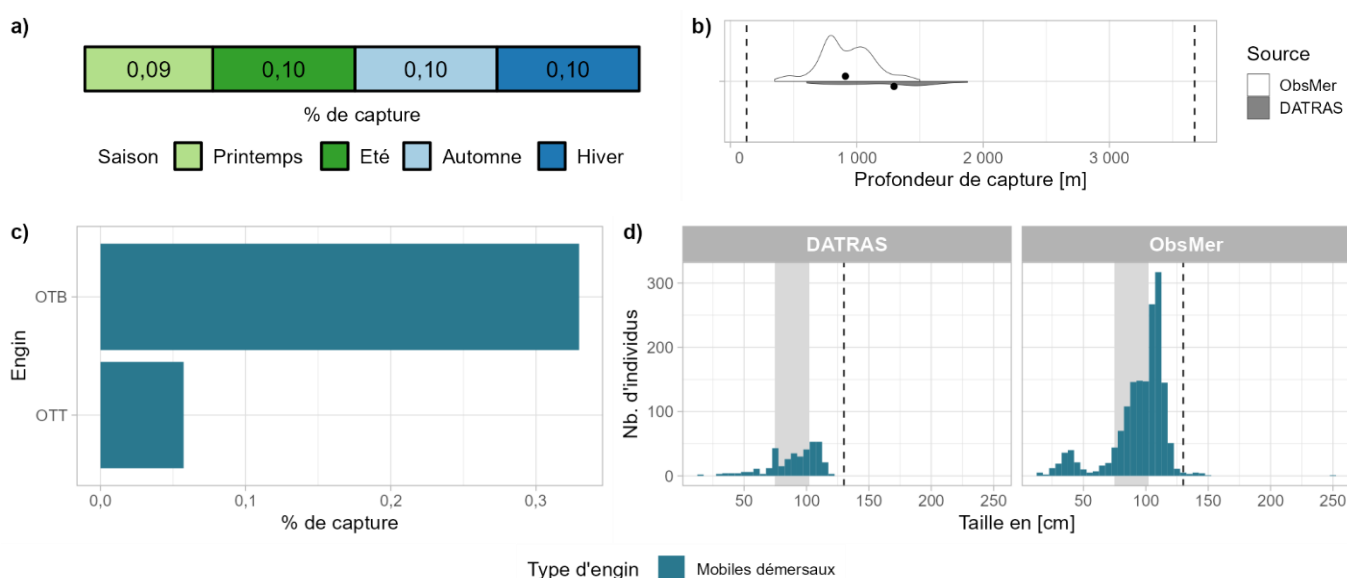 a)
0,09 0,10 0,10 0,10
% de capture
Saison Printemps Eté Automne Hiver
b)
0 1 000 2 000 3 000
Profondeur de capture [m]
Source
ObsMer
DATRAS
c)
Engin
OTB
OTT
0,0 0,1 0,2 0,3
% de capture
d)
DATRAS ObsMer
Nb. d'individus
300
200
100
0
50 100 150 200 250 50 100 150 200 250
Taille en [cm]
Type d'engin Mobiles démersaux